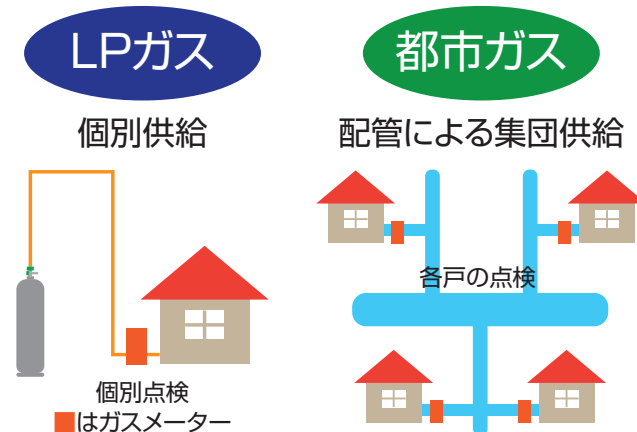 LPガス
個別供給
個別点検
■はガスメーター
都市ガス
配管による集団供給
各戸の点検